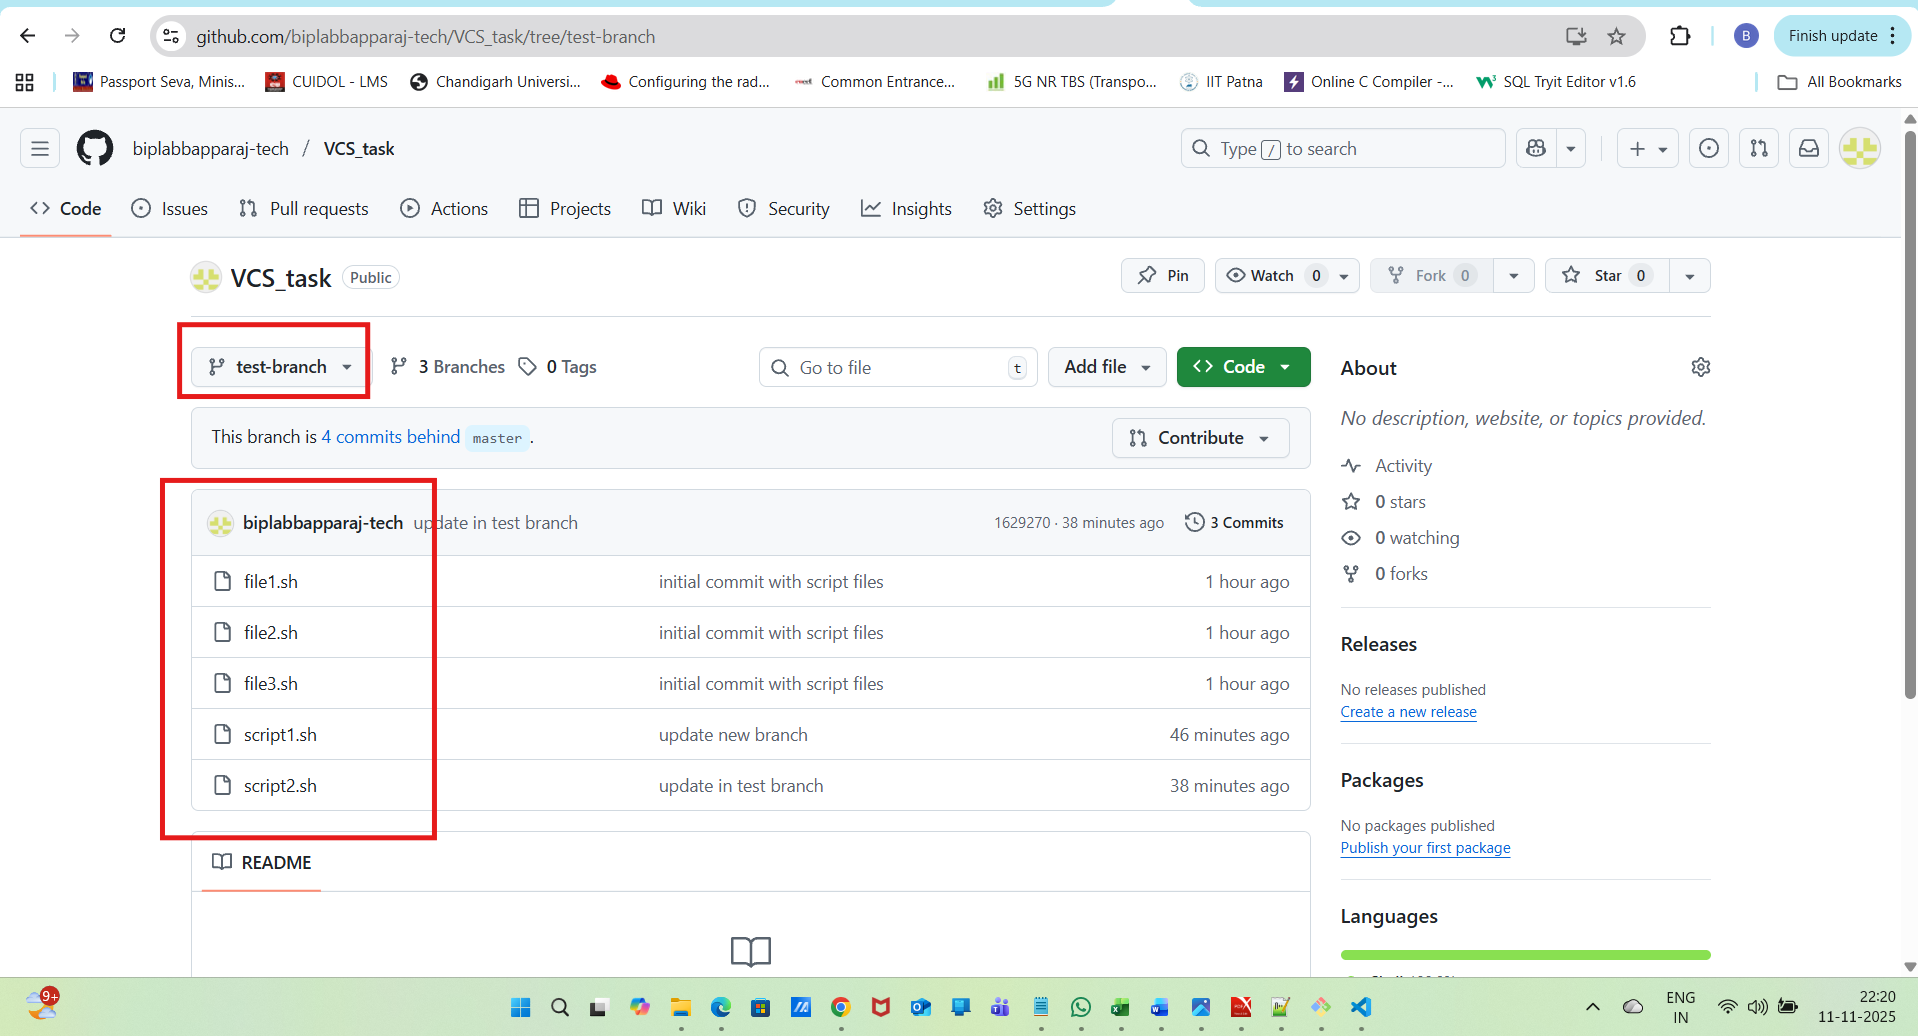 github.com/biplabbapparaj-tech/VCS_task/tree/test-branch
B
Finish update
Passport Seva, Minis...
CUIDOL - LMS
Chandigarh Universi...
Configuring the rad...
Common Entrance...
5G NR TBS (Transpo...
IIT Patna
Online C Compiler -...
SQL Tryit Editor v1.6
All Bookmarks
biplabbapparaj-tech / VCS_task
Type / to search
Code
Issues
Pull requests
Actions
Projects
Wiki
Security
Insights
Settings
VCS_task Public
Pin
Watch 0
Fork 0
Star 0
test-branch
3 Branches
0 Tags
Go to file t
Add file
Code
This branch is 4 commits behind master .
Contribute
biplabbapparaj-tech update in test branch
1629270 · 38 minutes ago
3 Commits
file1.sh initial commit with script files 1 hour ago
file2.sh initial commit with script files 1 hour ago
file3.sh initial commit with script files 1 hour ago
script1.sh update new branch 46 minutes ago
script2.sh update in test branch 38 minutes ago
README
About
No description, website, or topics provided.
Activity
0 stars
0 watching
0 forks
Releases
No releases published
Create a new release
Packages
No packages published
Publish your first package
Languages
9+
ENG
IN
22:20
11-11-2025